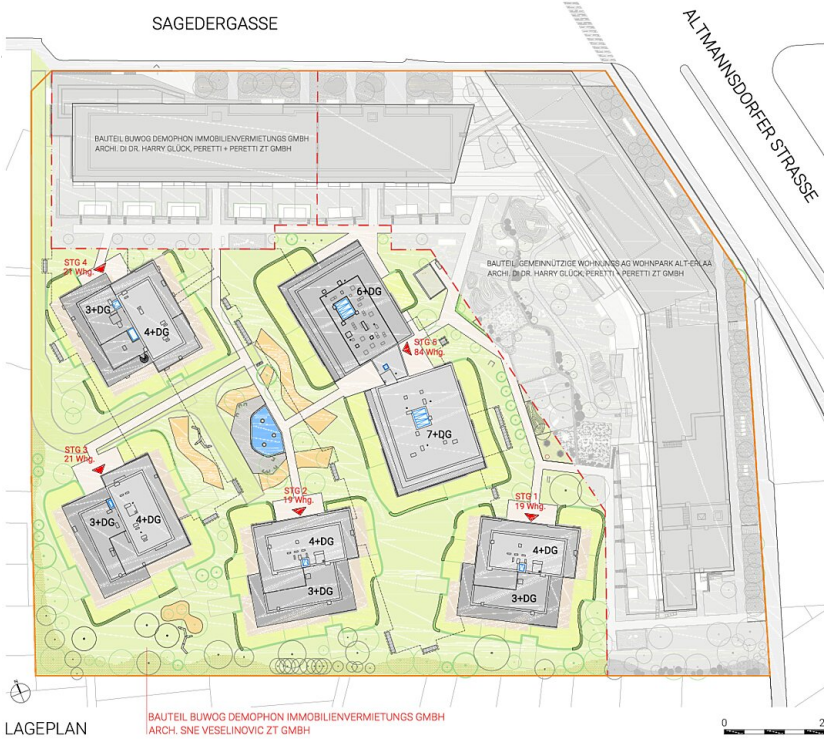 SAGEDERGASSE
ALTMANNSDORFER STRASSE
BAUTEIL BUWOG DEMOPHON IMMOBILIENVERMIETUNGS GMBH
ARCHI. DI DR. HARRY GLÜCK, PERETTI + PERETTI ZT GMBH
BAUTEIL GEMEINNÜTZIGE WOHNUNGS AG WOHNPARK ALT-ERLAA
ARCHI. DI DR. HARRY GLÜCK, PERETTI + PERETTI ZT GMBH
STG 4
21 Whg.
3+DG
4+DG
6+DG
STG 5
84 Whg.
7+DG
STG 3
21 Whg.
3+DG
4+DG
STG 2
19 Whg.
4+DG
3+DG
STG 1
19 Whg.
4+DG
3+DG
LAGEPLAN
BAUTEIL BUWOG DEMOPHON IMMOBILIENVERMIETUNGS GMBH
ARCH. SNE VESELINOVIC ZT GMBH
0
2